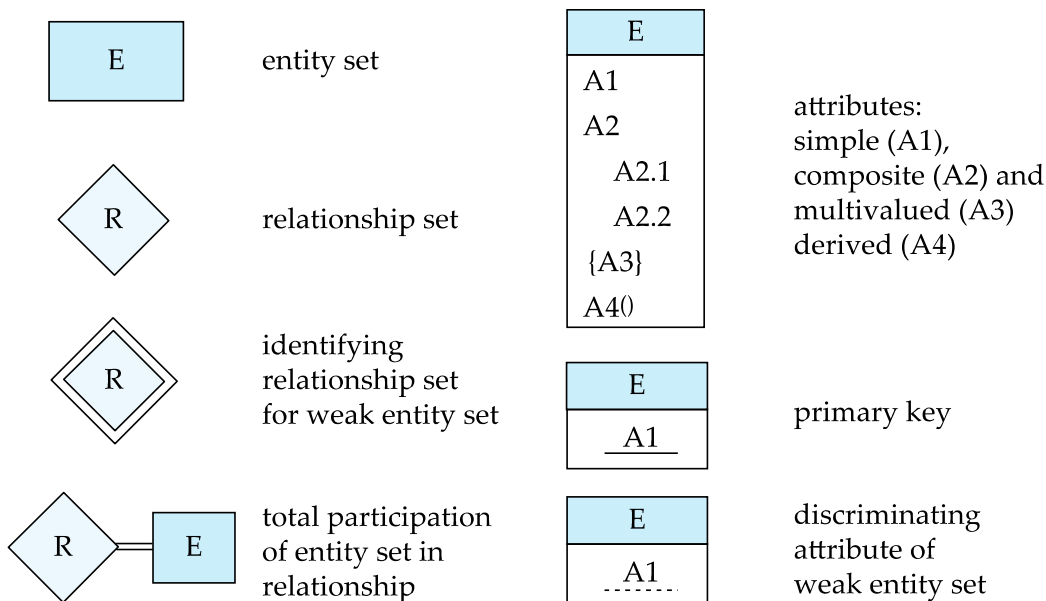 E
entity set
R
relationship set
R
identifying
relationship set
for weak entity set
R
E
total participation
of entity set in
relationship
E
A1
A2
A2.1
A2.2
{A3}
A4()
attributes:
simple (A1),
composite (A2) and
multivalued (A3)
derived (A4)
E
A1
primary key
E
A1
discriminating
attribute of
weak entity set